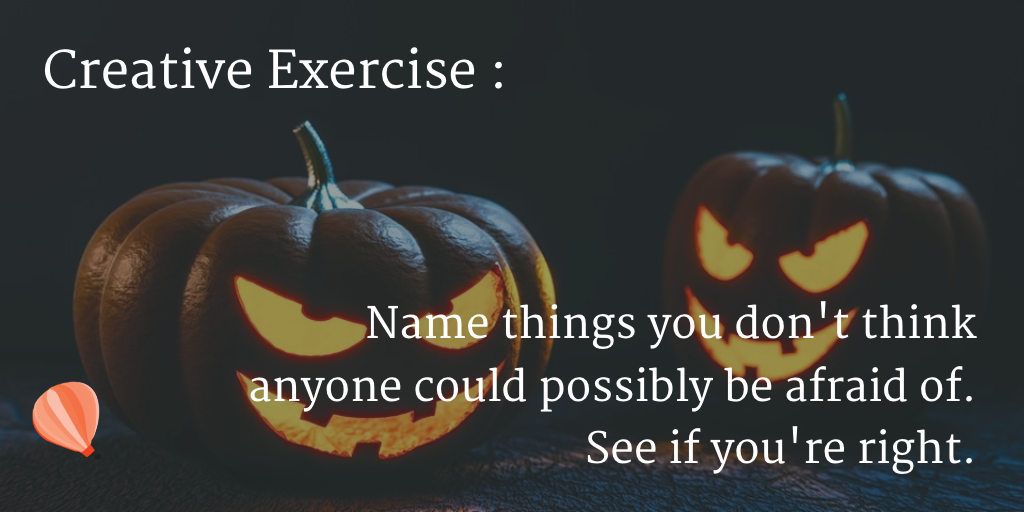 Creative Exercise :
Name things you don't think
anyone could possibly be afraid of.
See if you're right.